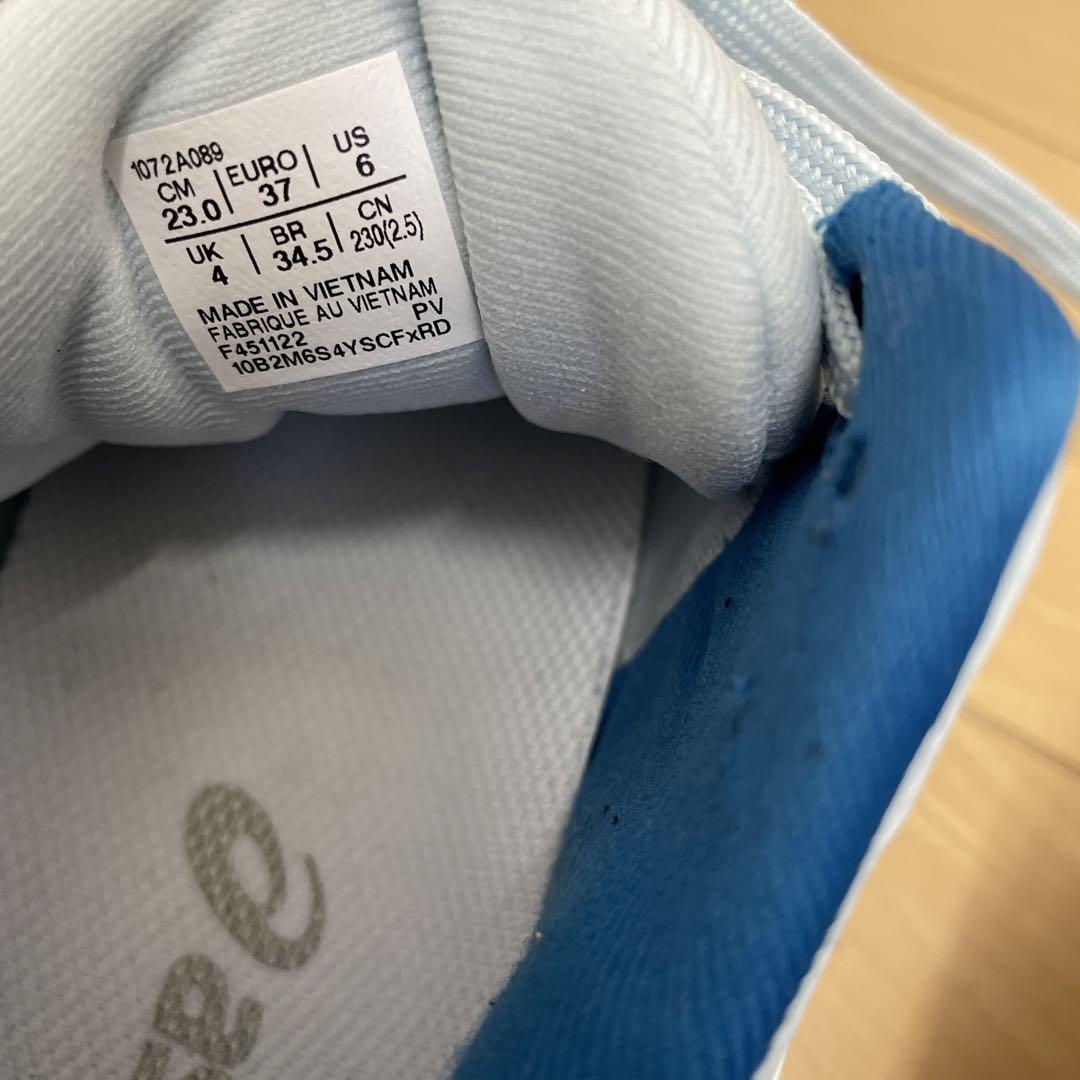 1072A089
CM | EURO | US
23.0 | 37 | 6
UK | BR | CN
4 | 34.5 | 230(2.5)
MADE IN VIETNAM
FABRIQUE AU VIETNAM
F451122 PV
10B2M6S4YSCFxRD